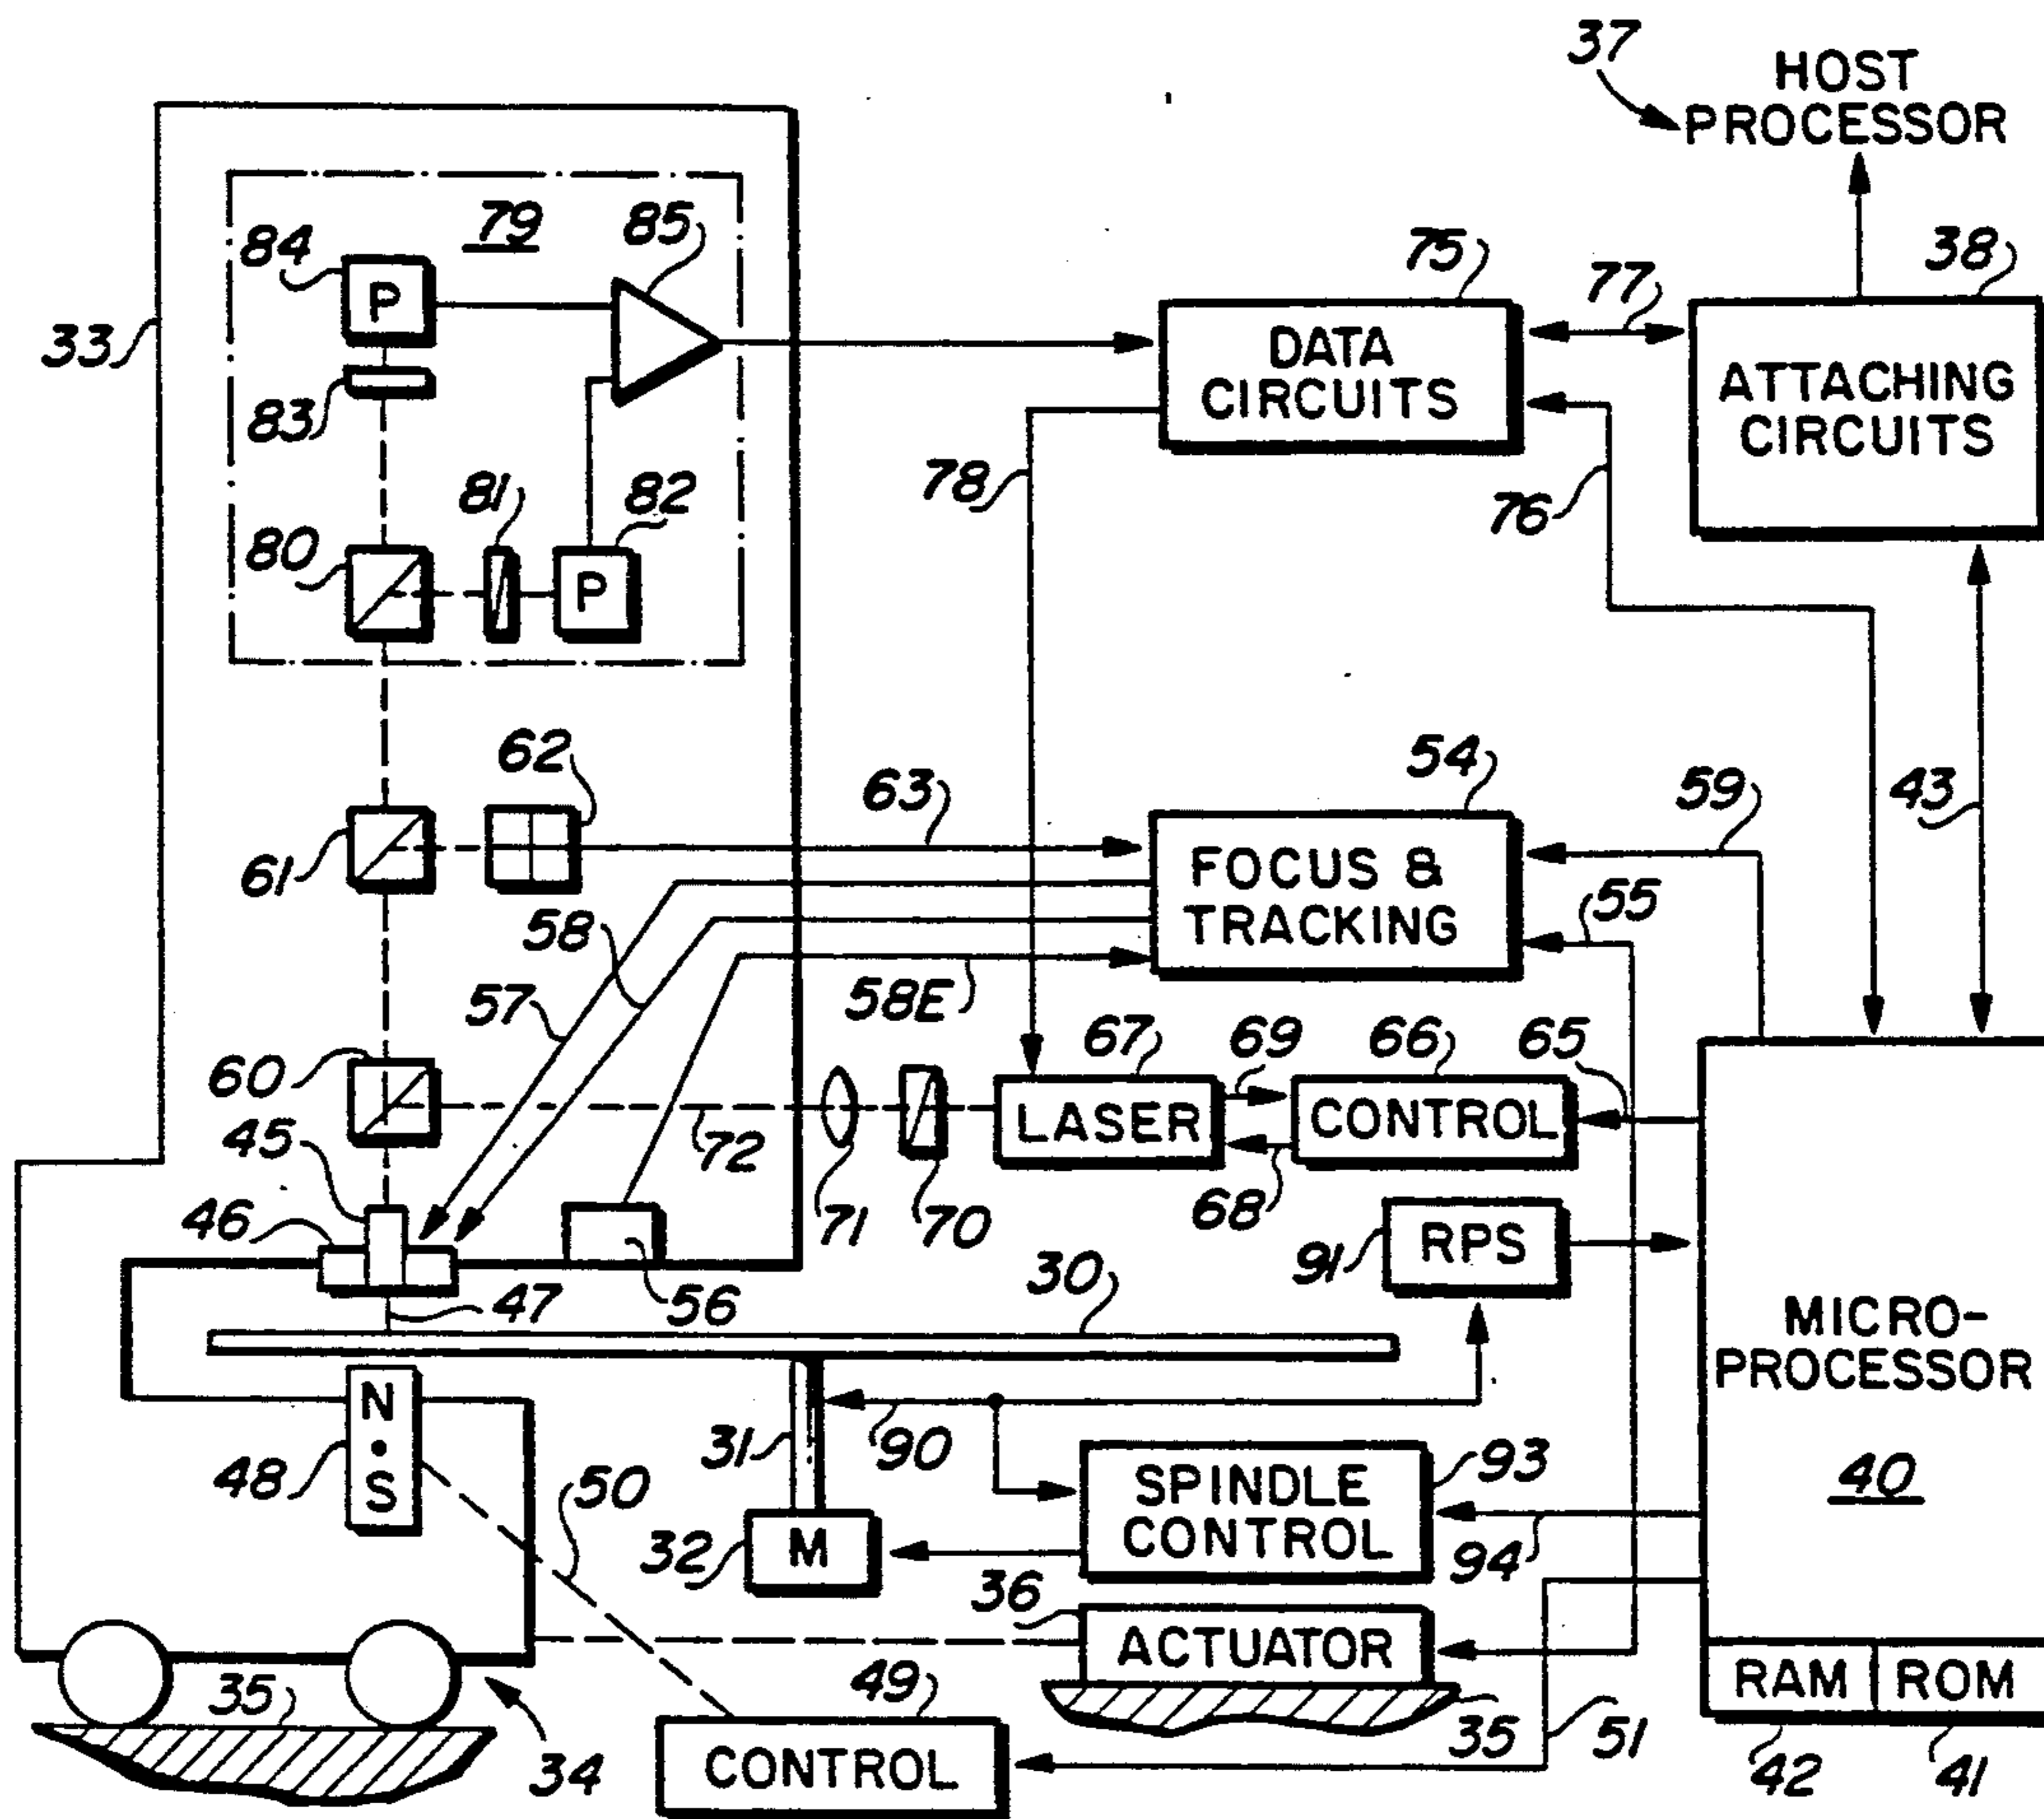 37
HOST
PROCESSOR
33
79
84
P
85
83
80
81
82
P
75
DATA
CIRCUITS
77
38
ATTACHING
CIRCUITS
78
76
43
61
62
63
54
FOCUS &
TRACKING
59
55
57
58
58E
60
45
46
72
71
70
67
LASER
69
68
66
CONTROL
65
91
RPS
47
56
30
MICRO-
PROCESSOR
40
N
S
48
50
31
90
32
M
93
SPINDLE
CONTROL
94
36
ACTUATOR
35
34
35
49
CONTROL
51
RAM
ROM
42
41